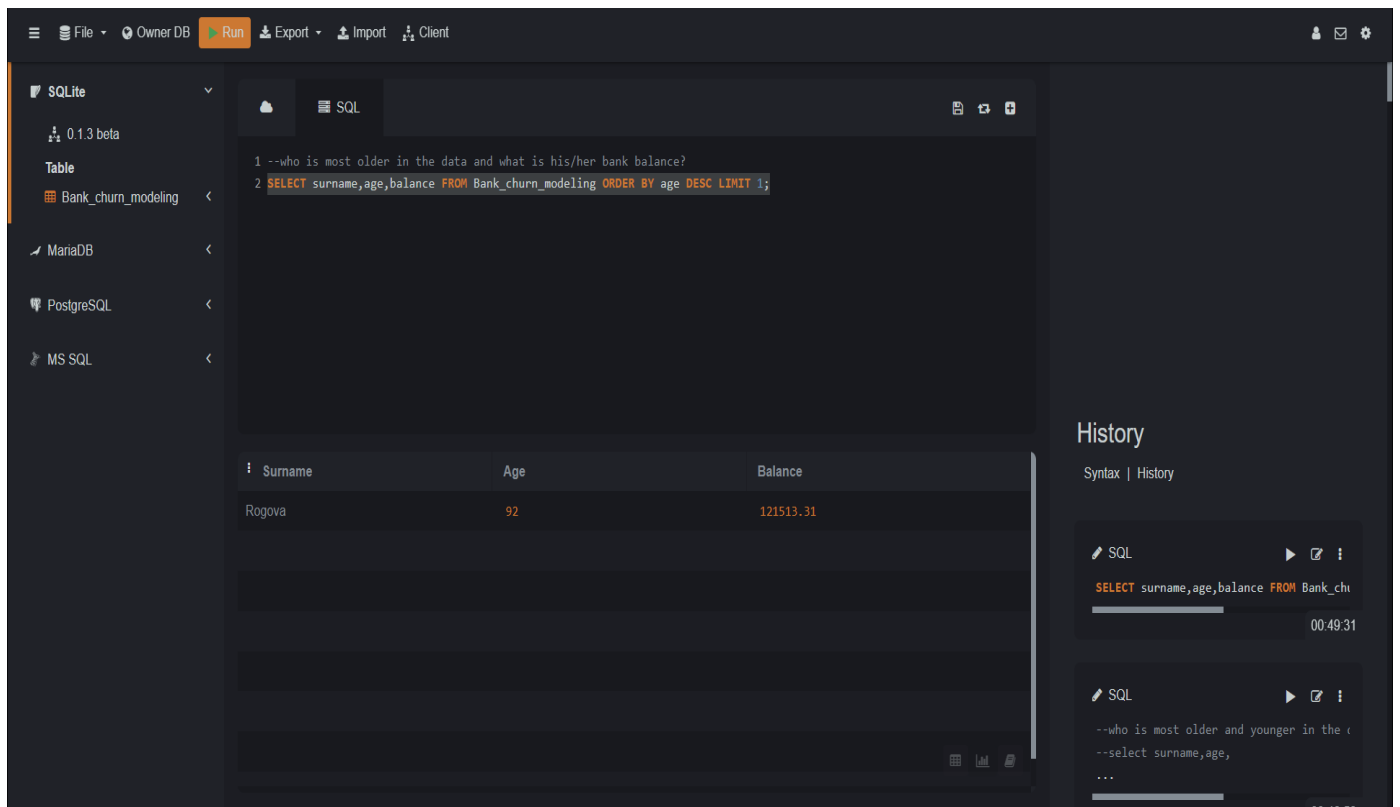 File Owner DB Run Export Import Client
SQLite
0.1.3 beta
Table
Bank_churn_modeling
MariaDB
PostgreSQL
MS SQL
SQL
1 --who is most older in the data and what is his/her bank balance?
2 SELECT surname,age,balance FROM Bank_churn_modeling ORDER BY age DESC LIMIT 1;
Surname Age Balance
Rogova 92 121513.31
History
Syntax | History
SQL
SELECT surname,age,balance FROM Bank_chu
00:49:31
SQL
--who is most older and younger in the
--select surname,age,
...